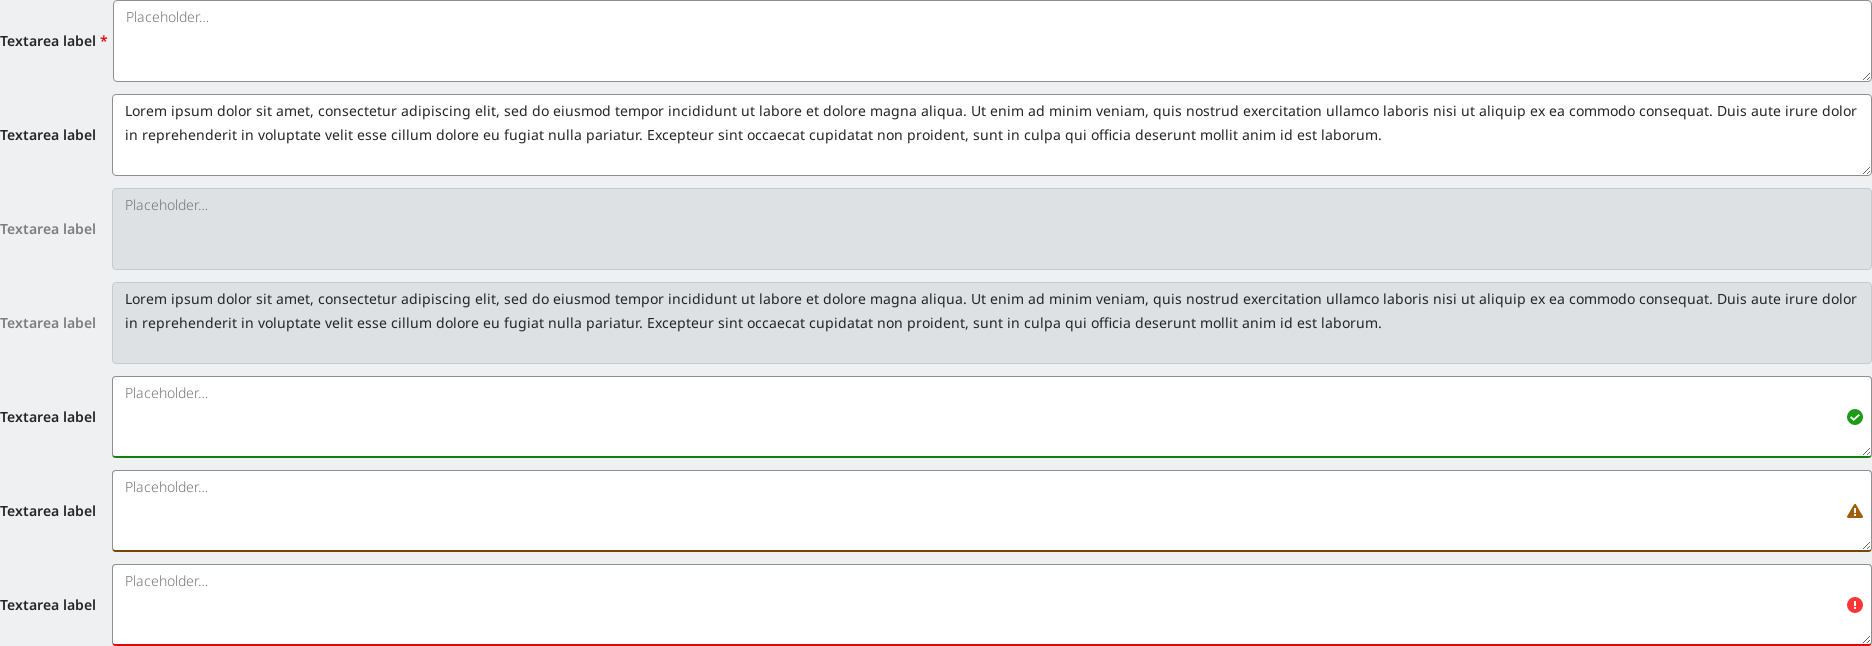 Placeholder...
Textarea label *
Lorem ipsum dolor sit amet, consectetur adipiscing elit, sed do eiusmod tempor incididunt ut labore et dolore magna aliqua. Ut enim ad minim veniam, quis nostrud exercitation ullamco laboris nisi ut aliquip ex ea commodo consequat. Duis aute irure dolor
Textarea label
in reprehenderit in voluptate velit esse cillum dolore eu fugiat nulla pariatur. Excepteur sint occaecat cupidatat non proident, sunt in culpa qui officia deserunt mollit anim id est laborum.
Placeholder...
Textarea label
Lorem ipsum dolor sit amet, consectetur adipiscing elit, sed do eiusmod tempor incididunt ut labore et dolore magna aliqua. Ut enim ad minim veniam, quis nostrud exercitation ullamco laboris nisi ut aliquip ex ea commodo consequat. Duis aute irure dolor
Textarea label
in reprehenderit in voluptate velit esse cillum dolore eu fugiat nulla pariatur. Excepteur sint occaecat cupidatat non proident, sunt in culpa qui officia deserunt mollit anim id est laborum.
Placeholder...
Textarea label
Placeholder...
Textarea label
Placeholder...
Textarea label